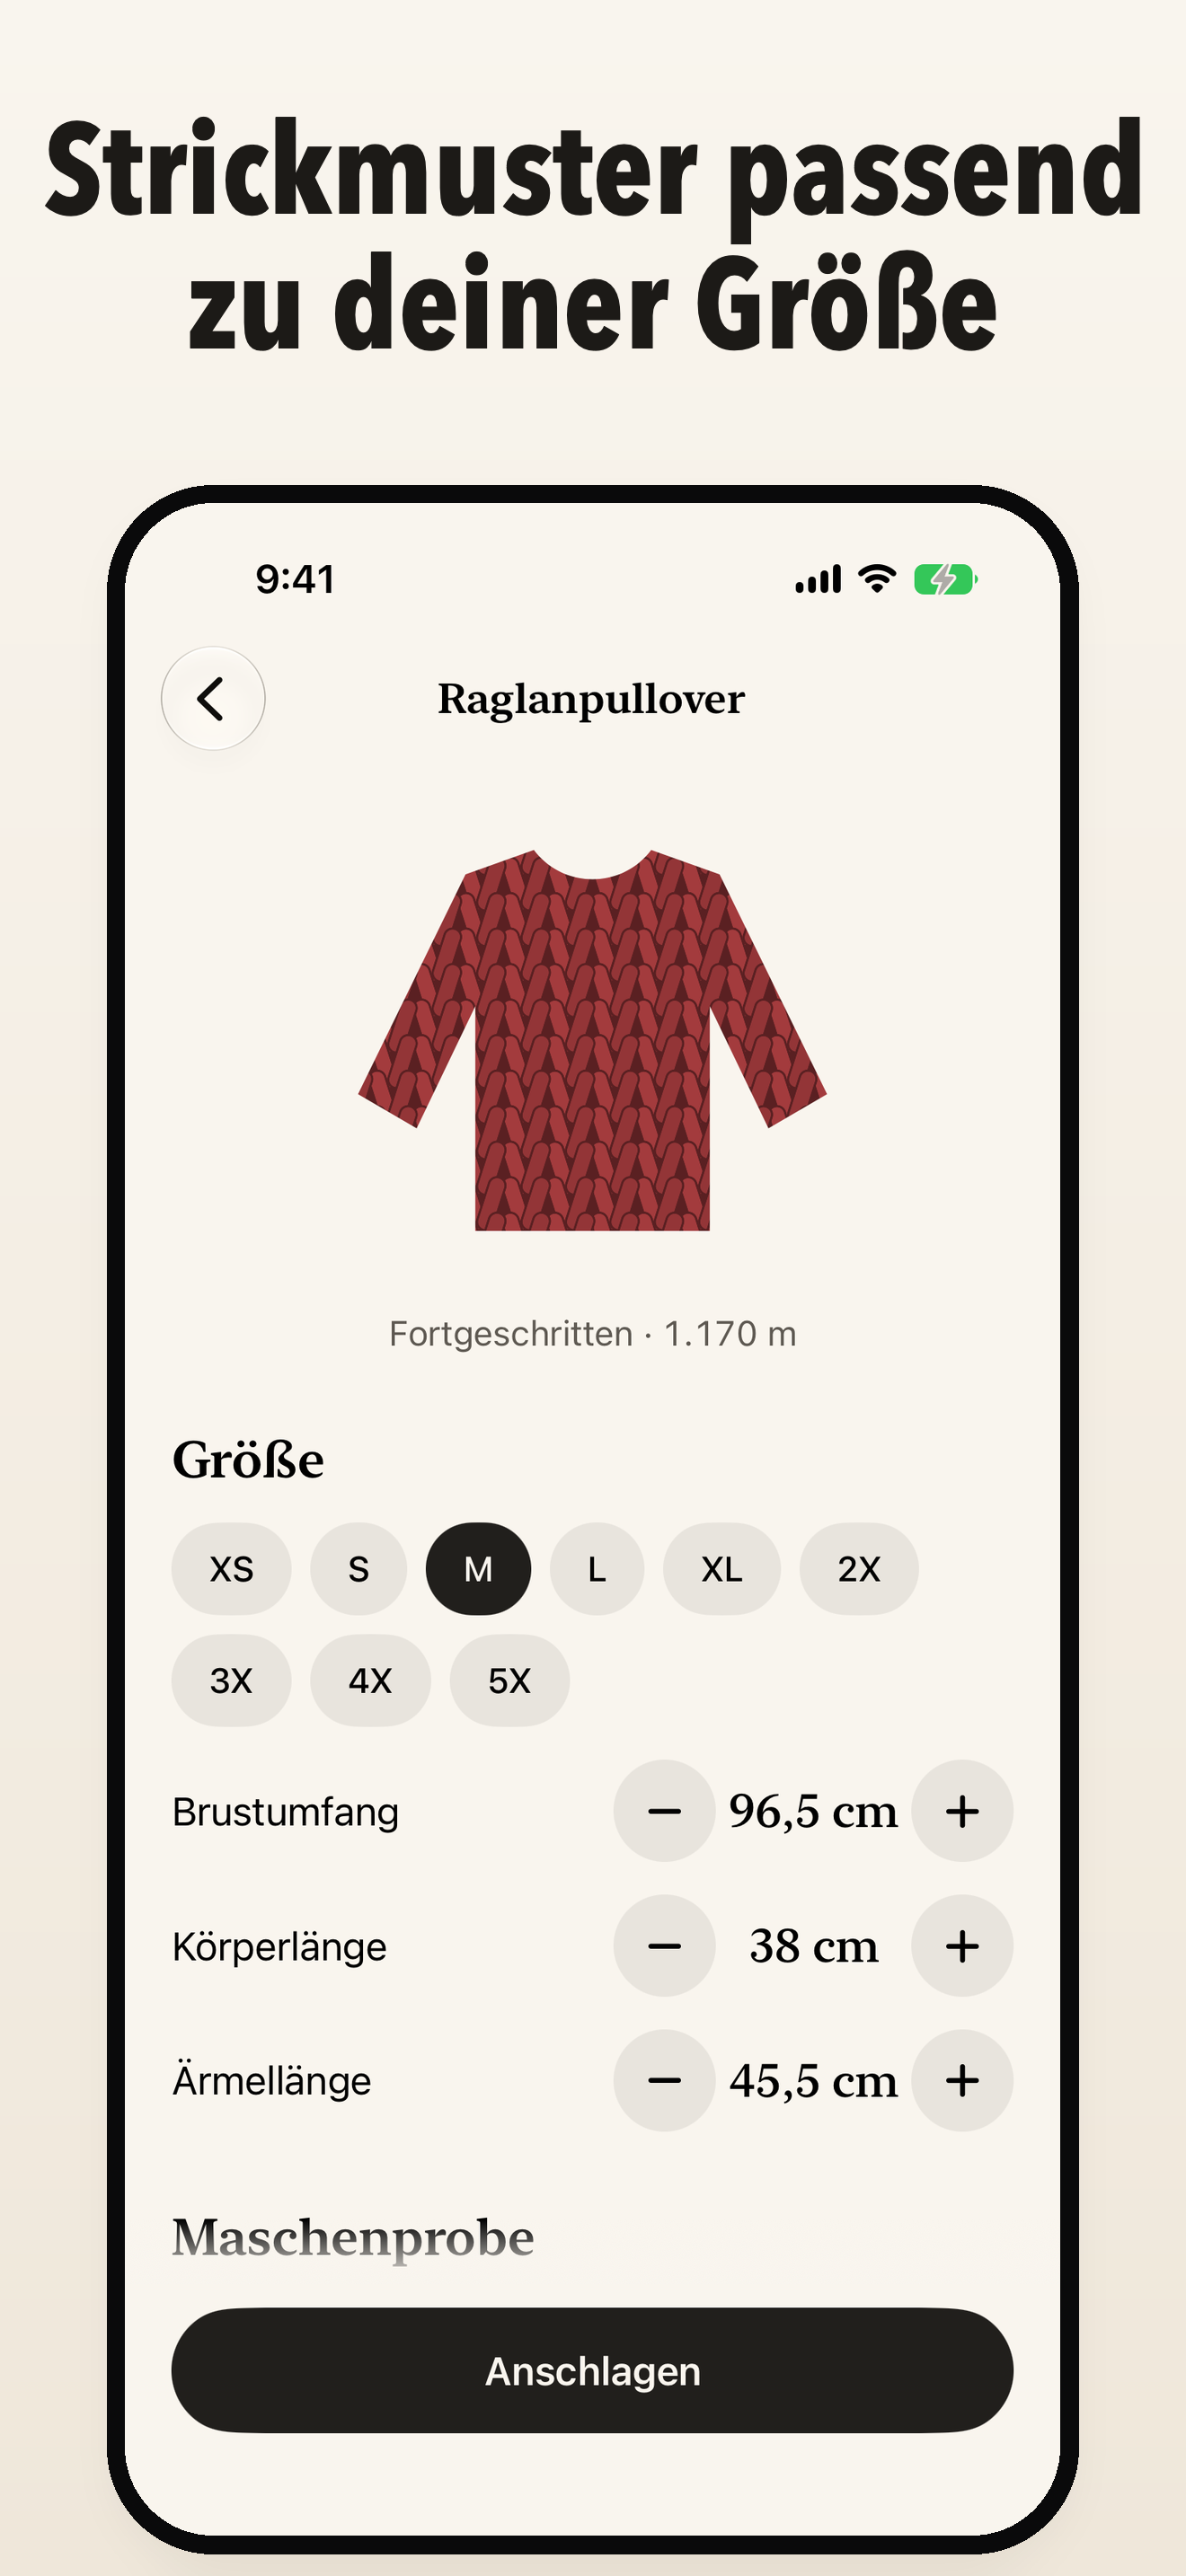 Strickmuster passend
zu deiner Größe
9:41
Raglanpullover
Fortgeschritten · 1.170 m
Größe
XS S M L XL 2X
3X 4X 5X
Brustumfang − 96,5 cm +
Körperlänge − 38 cm +
Ärmellänge − 45,5 cm +
Maschenprobe
Anschlagen